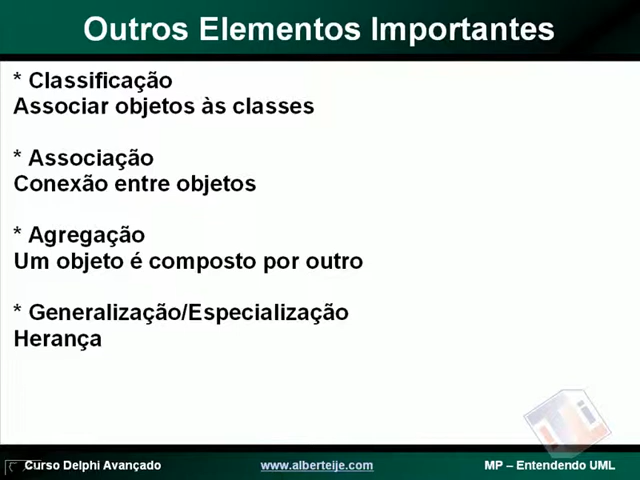 Outros Elementos Importantes
* Classificação
Associar objetos às classes
* Associação
Conexão entre objetos
* Agregação
Um objeto é composto por outro
* Generalização/Especialização
Herança
Curso Delphi Avançado
www.alberteije.com
MP – Entendendo UML